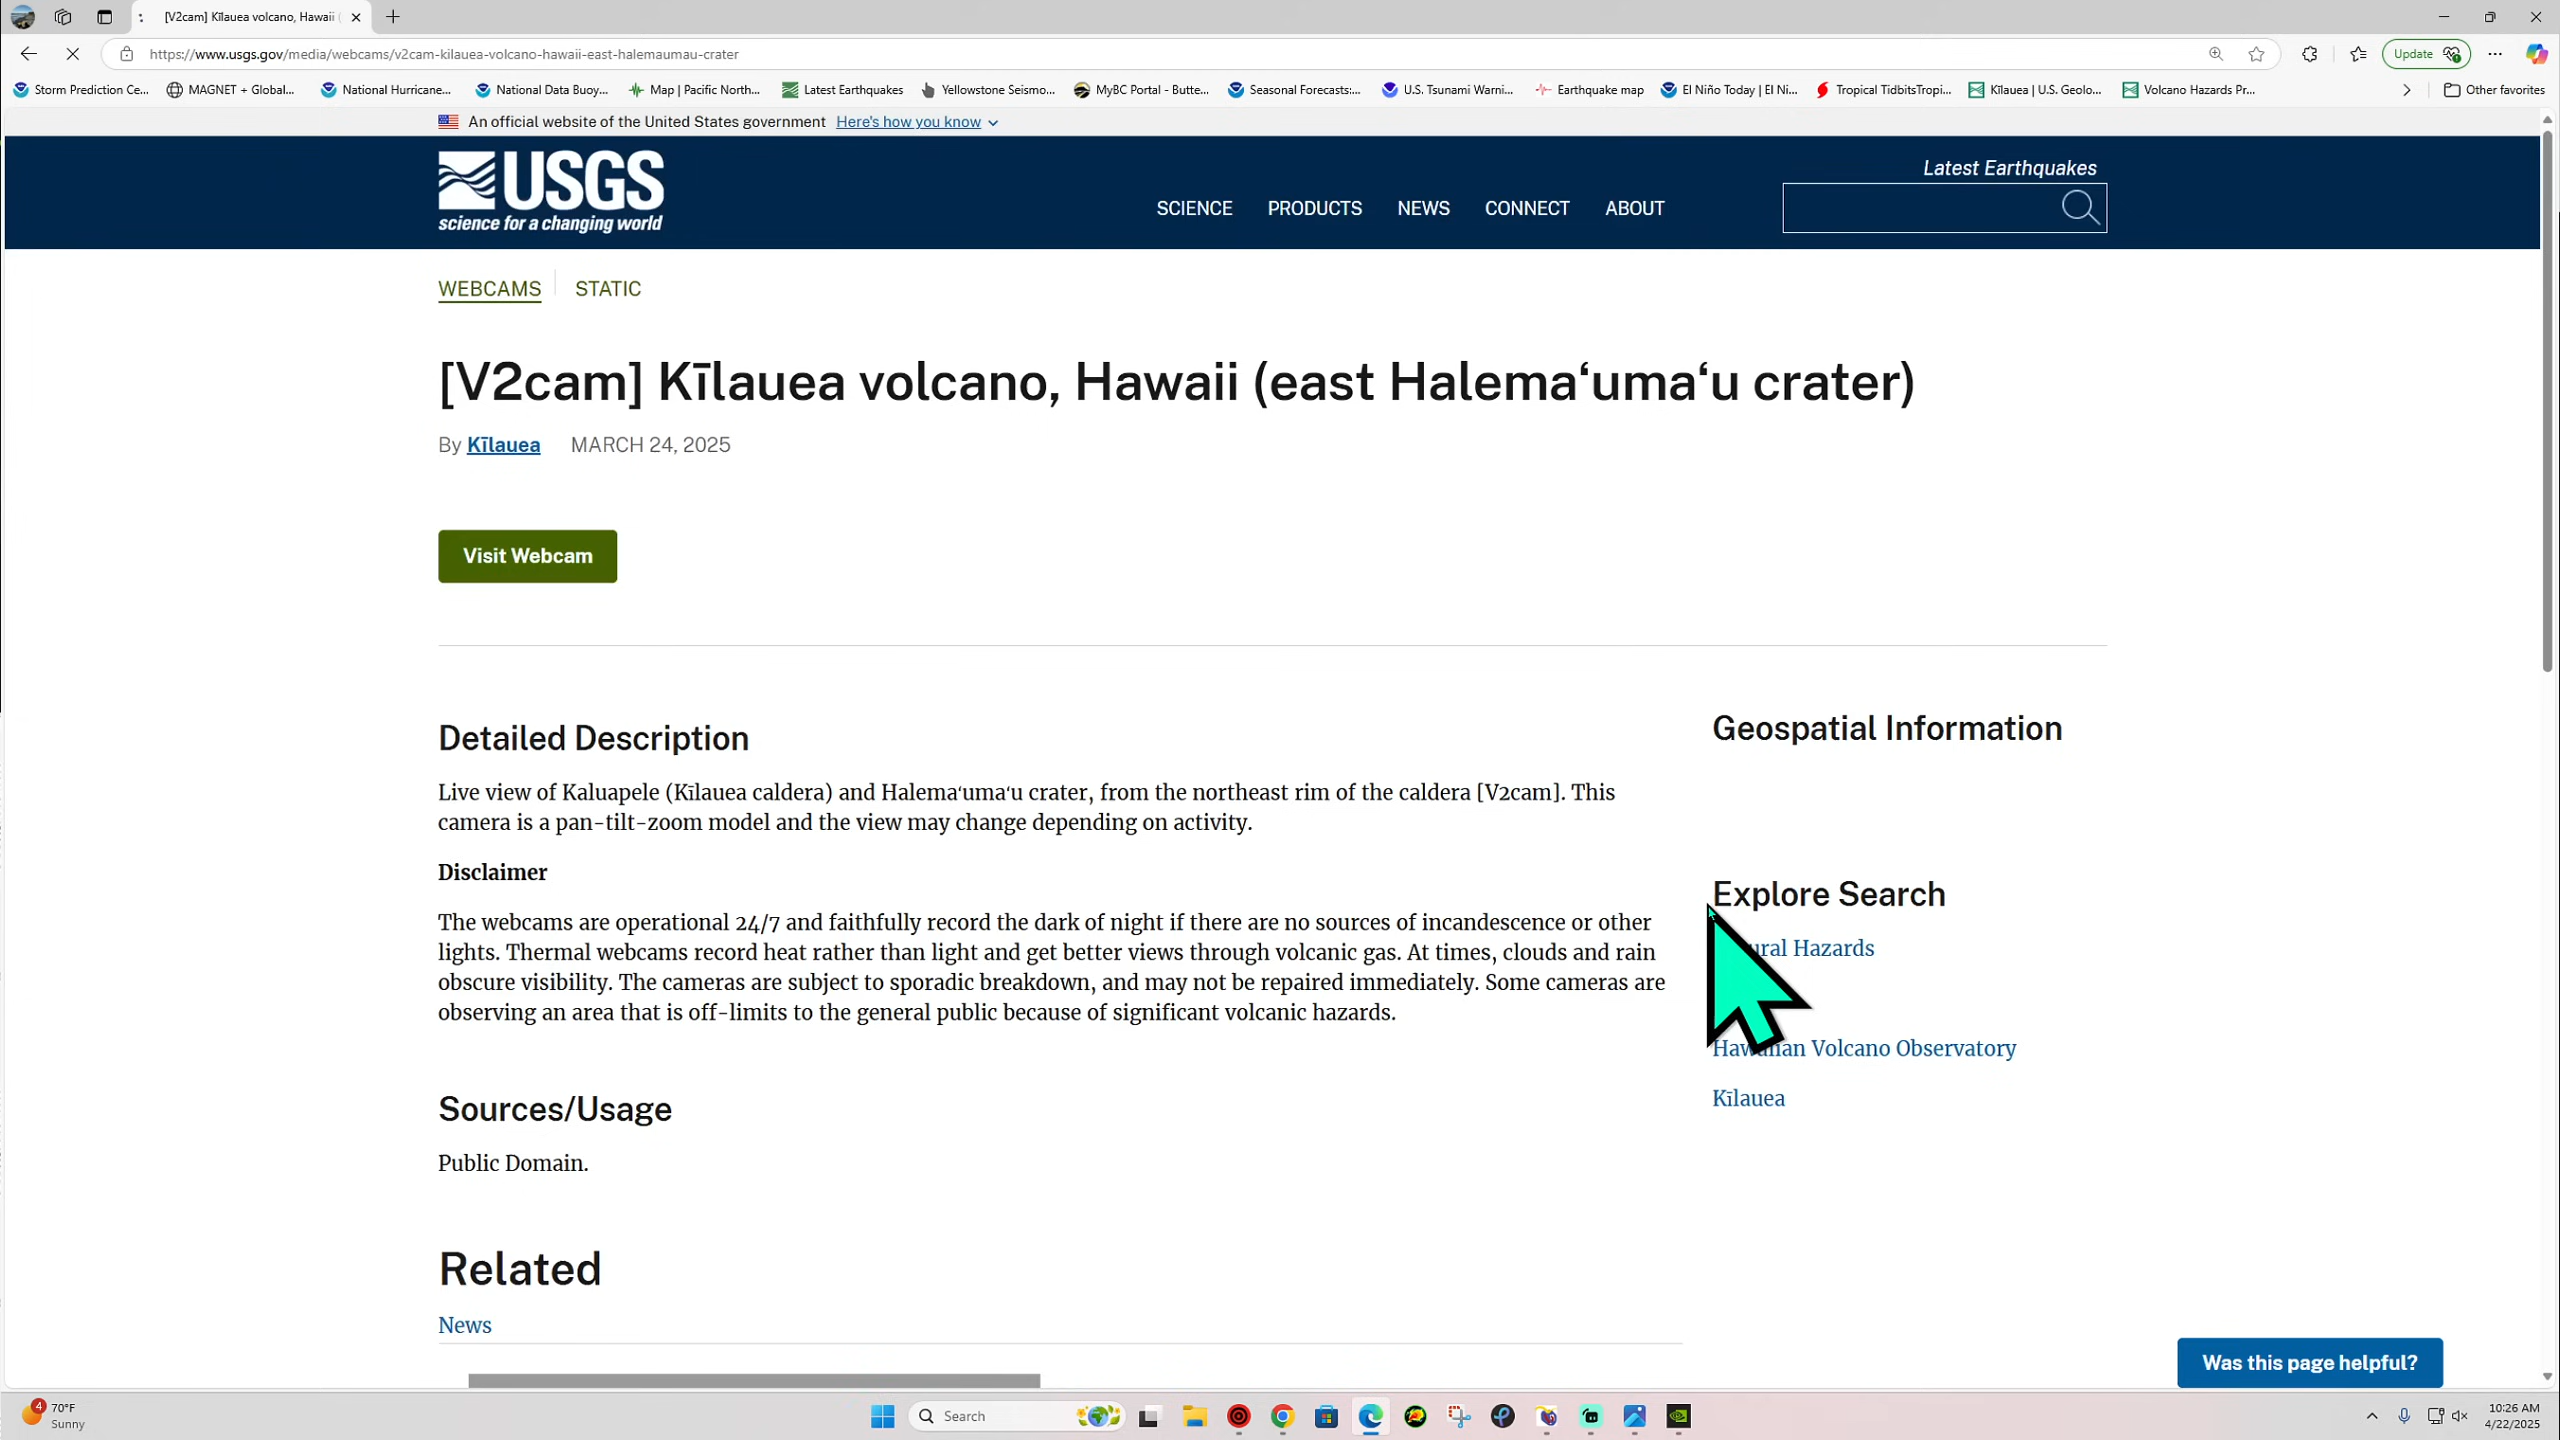 [V2cam] Kīlauea volcano, Hawaii (
https://www.usgs.gov/media/webcams/v2cam-kilauea-volcano-hawaii-east-halemaumau-crater
Update
Storm Prediction Ce...
MAGNET + Global...
National Hurricane...
National Data Buoy...
Map | Pacific North...
Latest Earthquakes
Yellowstone Seismo...
MyBC Portal - Butte...
Seasonal Forecasts:...
U.S. Tsunami Warni...
Earthquake map
El Niño Today | El Ni...
Tropical TidbitsTropi...
Kīlauea | U.S. Geolo...
Volcano Hazards Pr...
Other favorites
An official website of the United States government Here's how you know
USGS
science for a changing world
SCIENCE PRODUCTS NEWS CONNECT ABOUT
Latest Earthquakes
WEBCAMS STATIC
[V2cam] Kīlauea volcano, Hawaii (east Halemaʻumaʻu crater)
By Kīlauea MARCH 24, 2025
Visit Webcam
Detailed Description
Live view of Kaluapele (Kīlauea caldera) and Halemaʻumaʻu crater, from the northeast rim of the caldera [V2cam]. This
camera is a pan-tilt-zoom model and the view may change depending on activity.
Disclaimer
The webcams are operational 24/7 and faithfully record the dark of night if there are no sources of incandescence or other
lights. Thermal webcams record heat rather than light and get better views through volcanic gas. At times, clouds and rain
obscure visibility. The cameras are subject to sporadic breakdown, and may not be repaired immediately. Some cameras are
observing an area that is off-limits to the general public because of significant volcanic hazards.
Sources/Usage
Public Domain.
Related
News
Geospatial Information
Explore Search
ural Hazards
Hawaiian Volcano Observatory
Kīlauea
Was this page helpful?
4
70°F
Sunny
Search
10:26 AM
4/22/2025